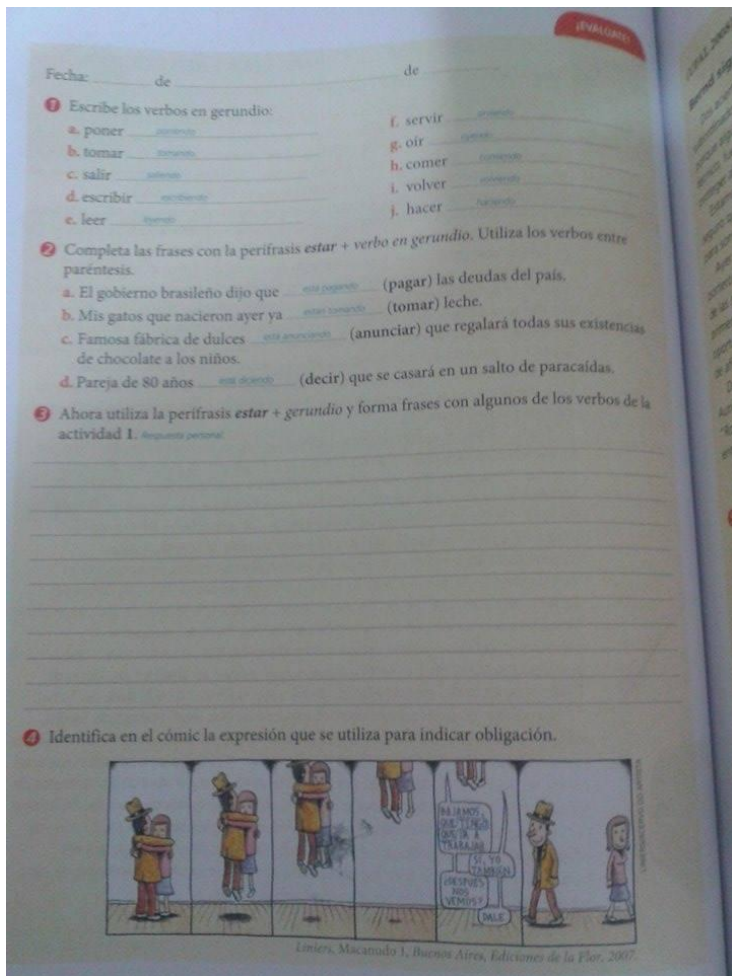 ¡EVALÚATE!
Fecha: ______ de ______ de ______
1 Escribe los verbos en gerundio:
a. poner poniendo
b. tomar tomando
c. salir saliendo
d. escribir escribiendo
e. leer leyendo
f. servir sirviendo
g. oír oyendo
h. comer comiendo
i. volver volviendo
j. hacer haciendo
2 Completa las frases con la perífrasis estar + verbo en gerundio. Utiliza los verbos entre
paréntesis.
a. El gobierno brasileño dijo que está pagando (pagar) las deudas del país.
b. Mis gatos que nacieron ayer ya están tomando (tomar) leche.
c. Famosa fábrica de dulces está anunciando (anunciar) que regalará todas sus existencias
de chocolate a los niños.
d. Pareja de 80 años está diciendo (decir) que se casará en un salto de paracaídas.
3 Ahora utiliza la perífrasis estar + gerundio y forma frases con algunos de los verbos de la
actividad 1. Respuesta personal.
4 Identifica en el cómic la expresión que se utiliza para indicar obligación.
BAJAMOS,
QUE TENGO
QUE IR A
TRABAJAR
SÍ, YO
TAMBIÉN
¿DESPUÉS
NOS
VEMOS?
DALE
Liniers. Macanudo 1, Buenos Aires, Ediciones de la Flor, 2007.